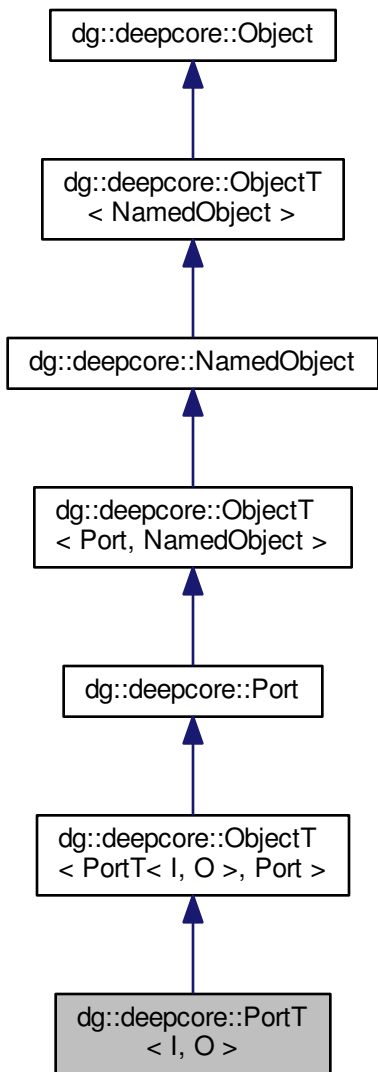 dg::deepcore::Object
dg::deepcore::ObjectT
< NamedObject >
dg::deepcore::NamedObject
dg::deepcore::ObjectT
< Port, NamedObject >
dg::deepcore::Port
dg::deepcore::ObjectT
< PortT< I, O >, Port >
dg::deepcore::PortT
< I, O >